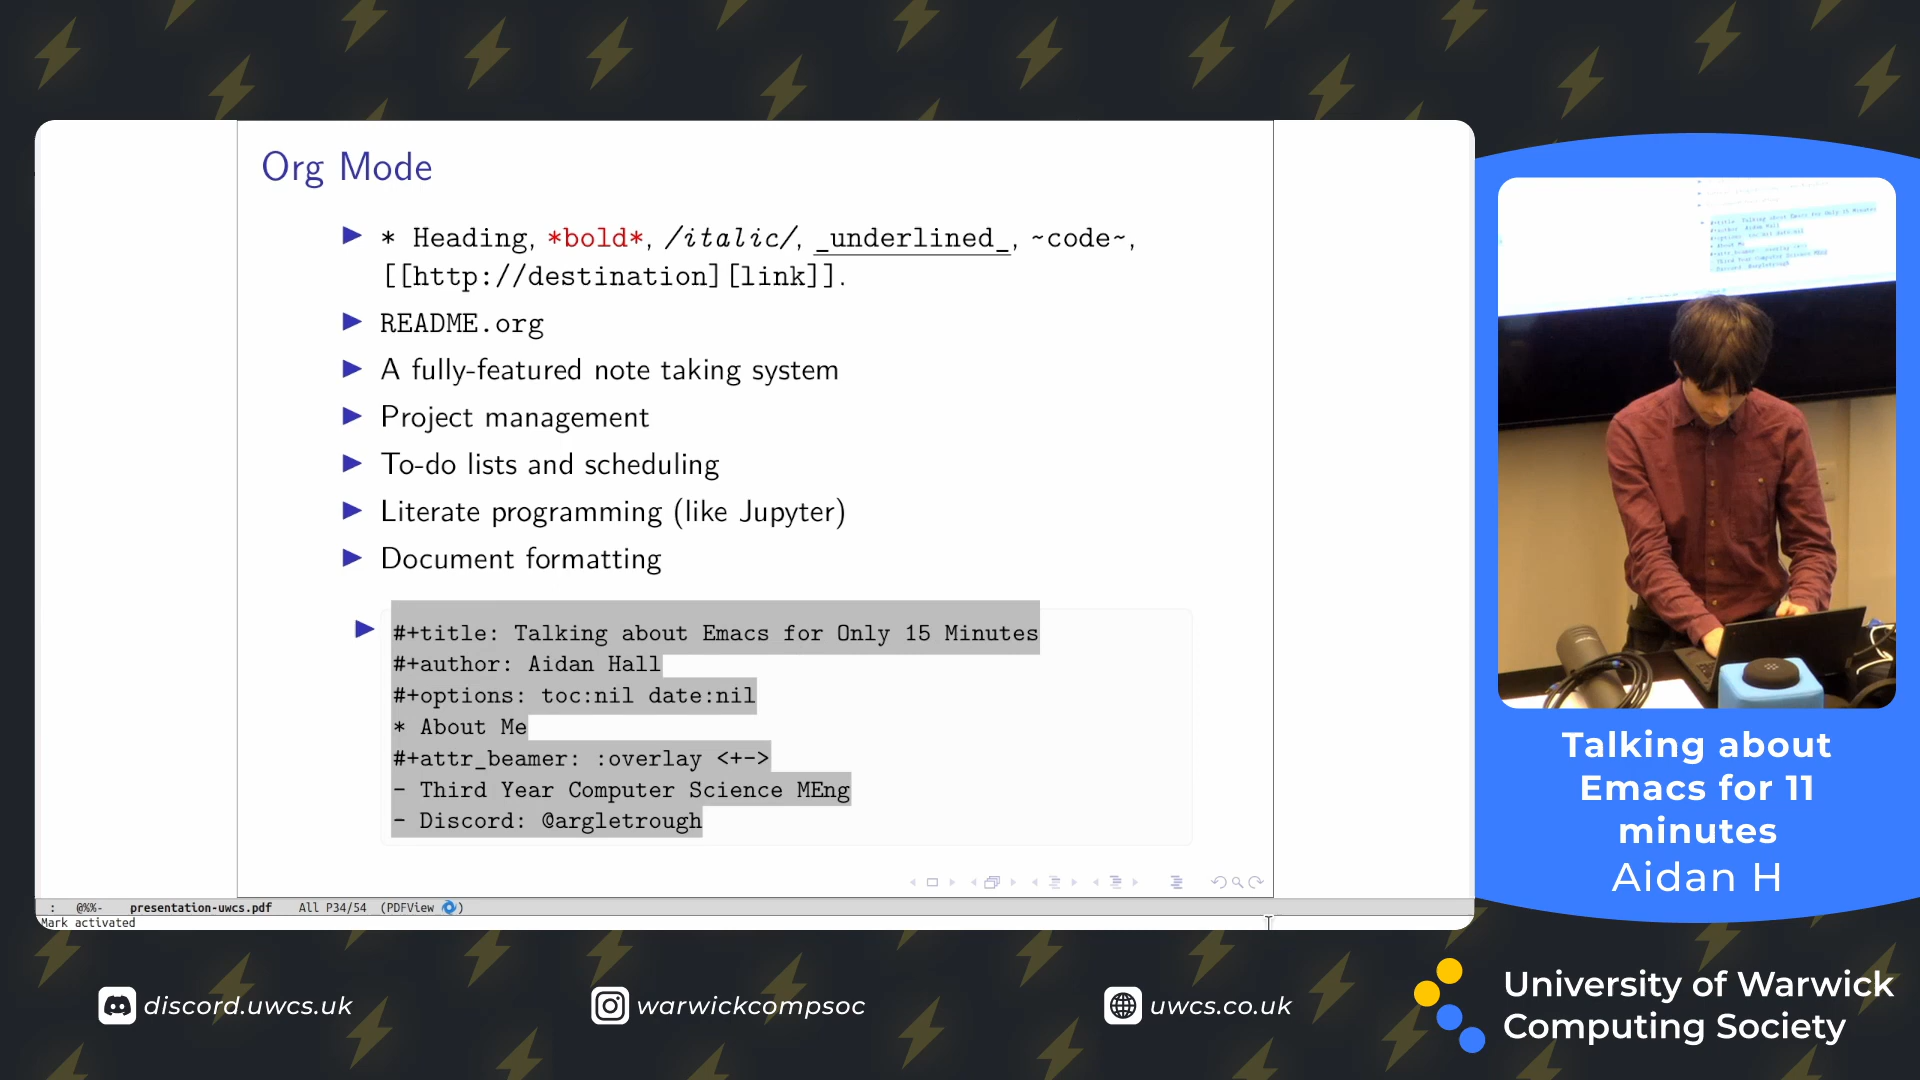 Org Mode
* Heading, *bold*, /italic/, _underlined_, ~code~,
[[http://destination][link]].
README.org
A fully-featured note taking system
Project management
To-do lists and scheduling
Literate programming (like Jupyter)
Document formatting
#+title: Talking about Emacs for Only 15 Minutes
#+author: Aidan Hall
#+options: toc:nil date:nil
* About Me
#+attr_beamer: :overlay <+->
- Third Year Computer Science MEng
- Discord: @argletrough
: @%%- presentation-uwcs.pdf All P34/54 (PDFView)
Mark activated
Talking about
Emacs for 11
minutes
Aidan H
discord.uwcs.uk
warwickcompsoc
uwcs.co.uk
University of Warwick
Computing Society